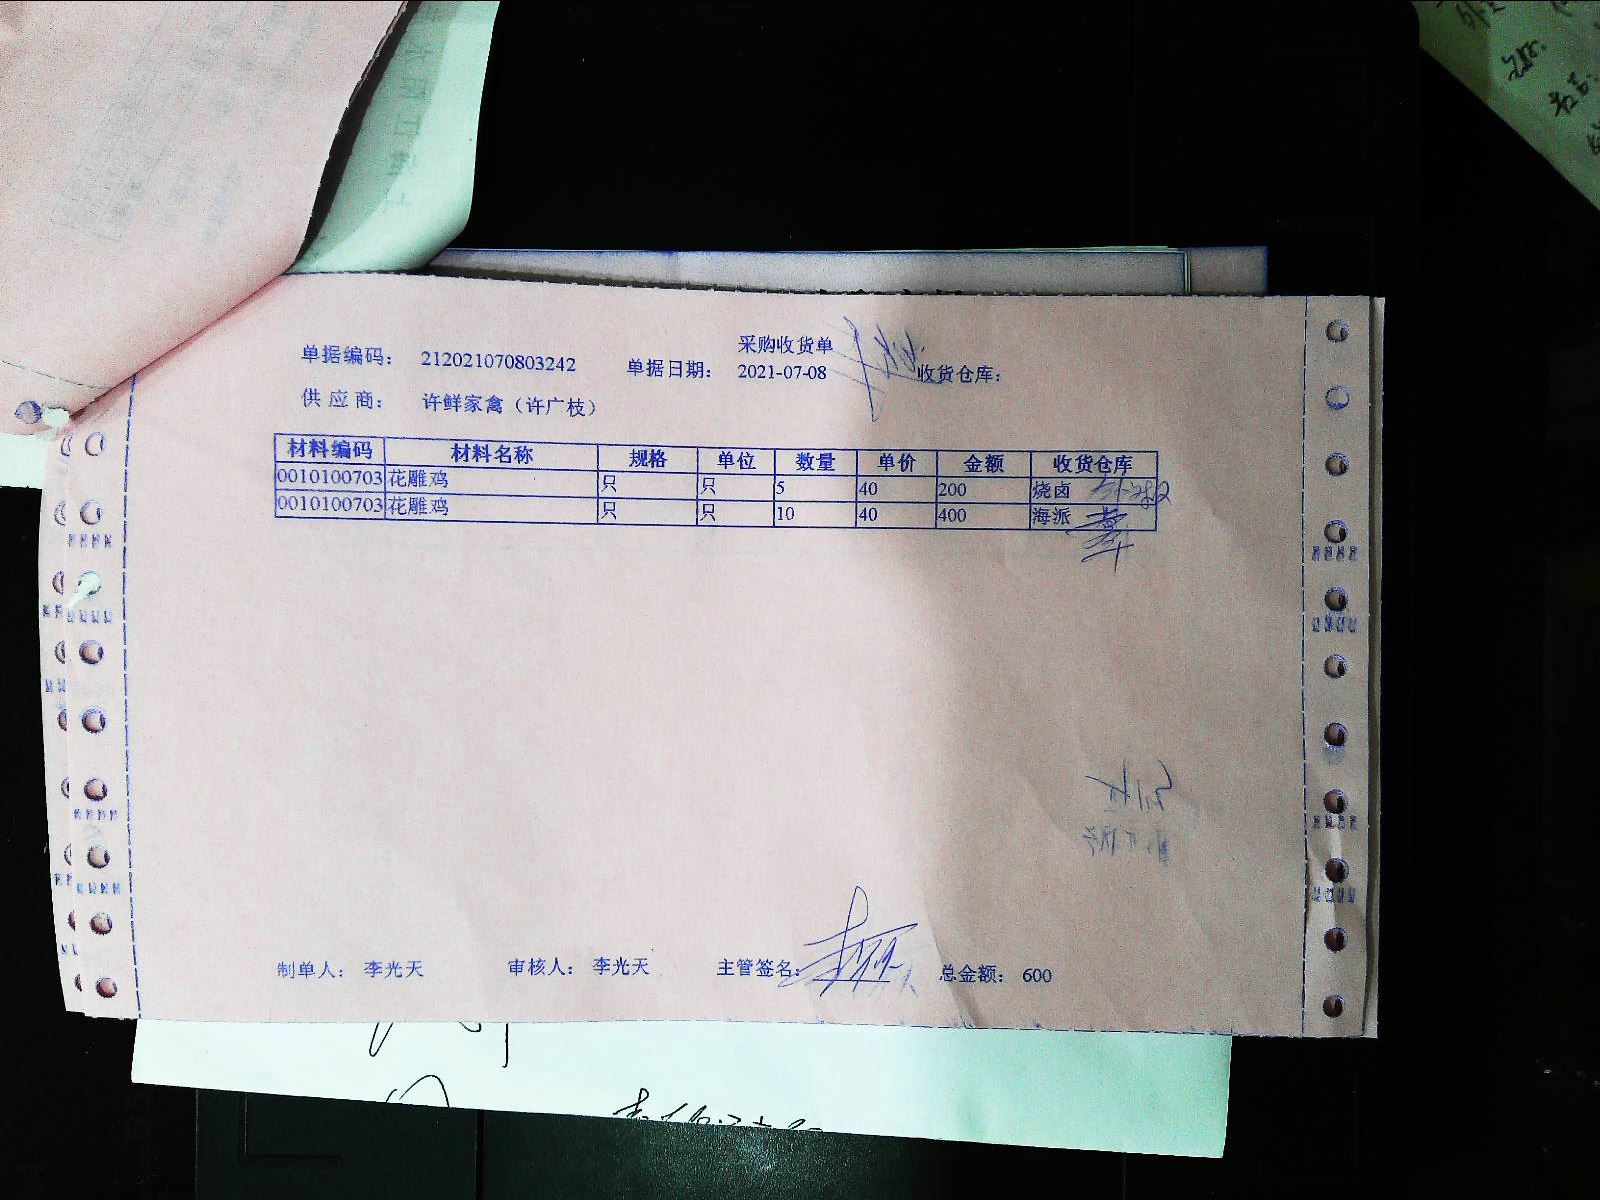 采购收货单
单据编码： 212021070803242 单据日期： 2021-07-08 收货仓库：
供应商： 许鲜家禽（许广枝）
材料编码 材料名称 规格 单位 数量 单价 金额 收货仓库
0010100703 花雕鸡 只 只 5 40 200 烧卤
0010100703 花雕鸡 只 只 10 40 400 海派
制单人： 李光天 审核人： 李光天 主管签名： 总金额： 600